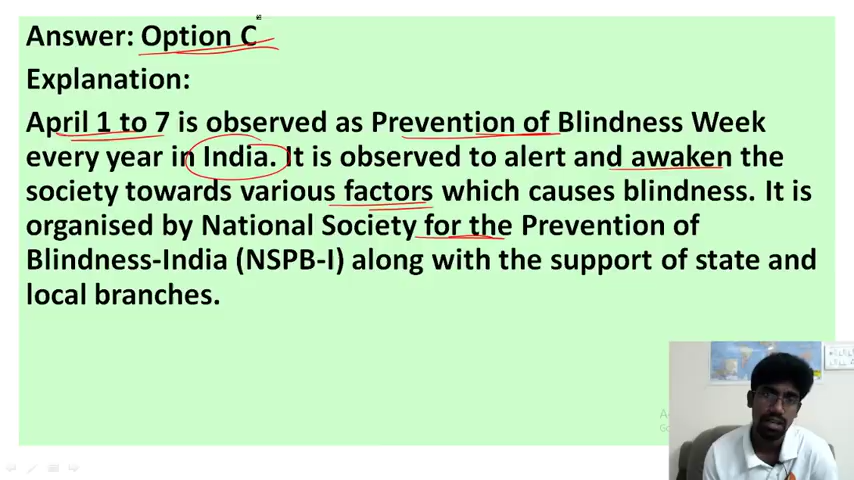 Answer: Option C
Explanation:
April 1 to 7 is observed as Prevention of Blindness Week
every year in India. It is observed to alert and awaken the
society towards various factors which causes blindness. It is
organised by National Society for the Prevention of
Blindness-India (NSPB-I) along with the support of state and
local branches.